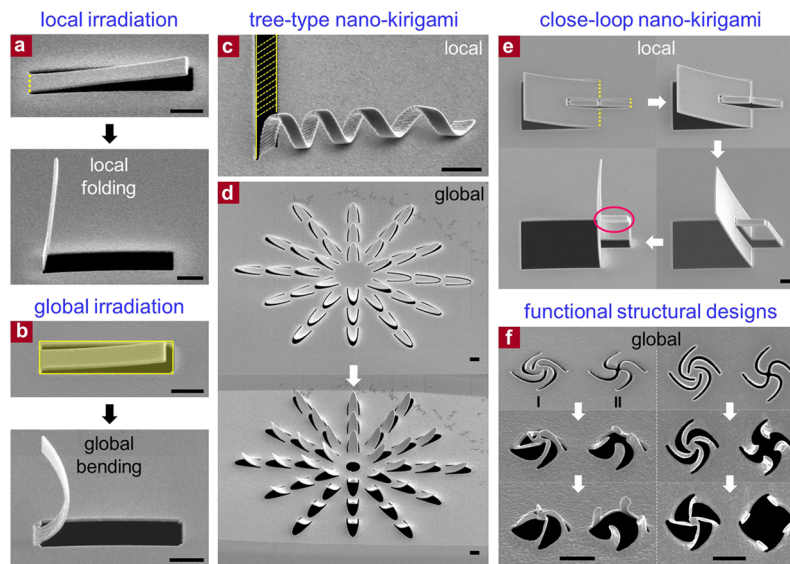 local irradiation
a
local
folding
global irradiation
b
global
bending
tree-type nano-kirigami
c
local
d
global
close-loop nano-kirigami
e
local
functional structural designs
f
global
I
II